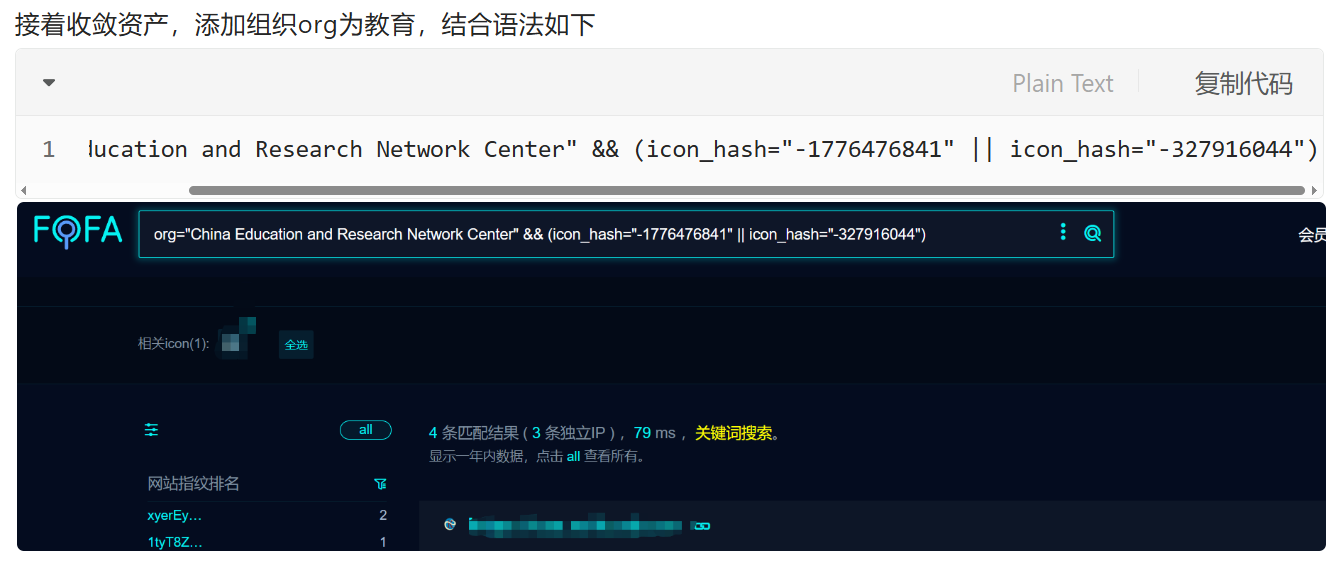 接着收敛资产，添加组织org为教育，结合语法如下
Plain Text 复制代码
1 ducation and Research Network Center" && (icon_hash="-1776476841" || icon_hash="-327916044")
FOFA org="China Education and Research Network Center" && (icon_hash="-1776476841" || icon_hash="-327916044") 会员
相关icon(1): 全选
all
4 条匹配结果 ( 3 条独立IP ) ，79 ms ，关键词搜索。
显示一年内数据，点击 all 查看所有。
网站指纹排名
xyerEy... 2
1tyT8Z... 1